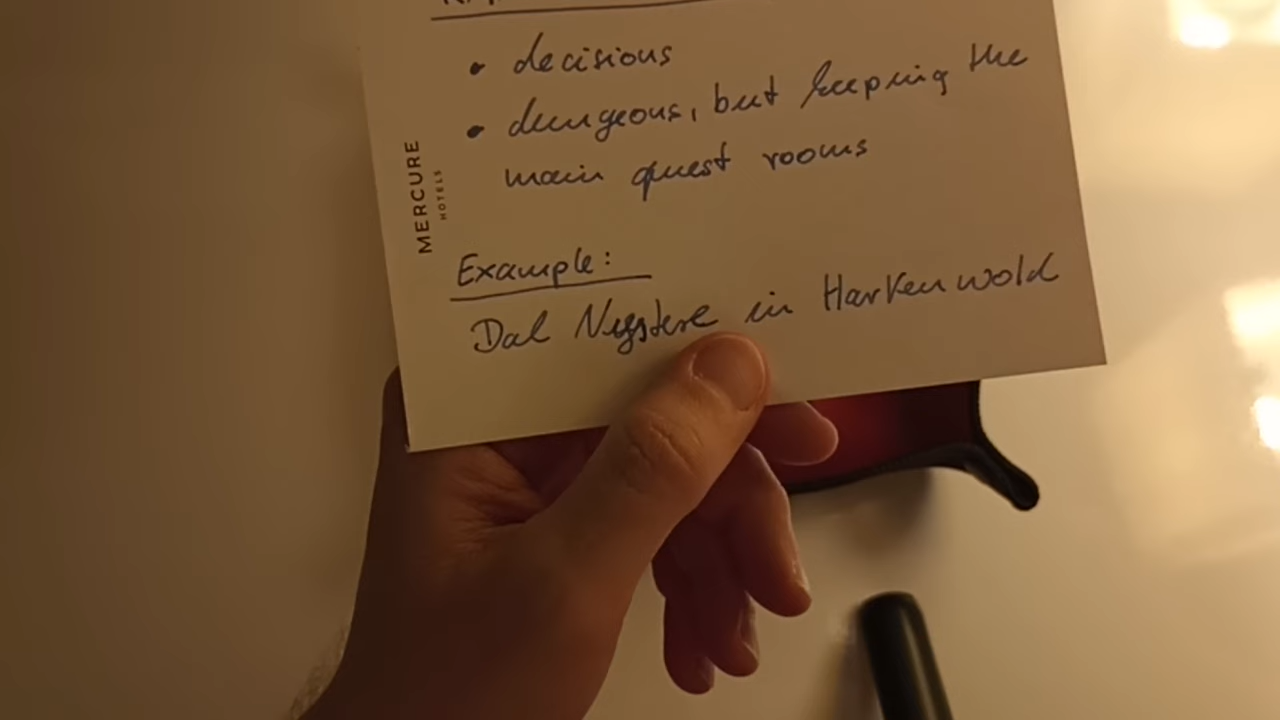 • decisions
• dungeons, but keeping the
main quest rooms
MERCURE
HOTELS
Example:
Dal Nystere in Harkenwold